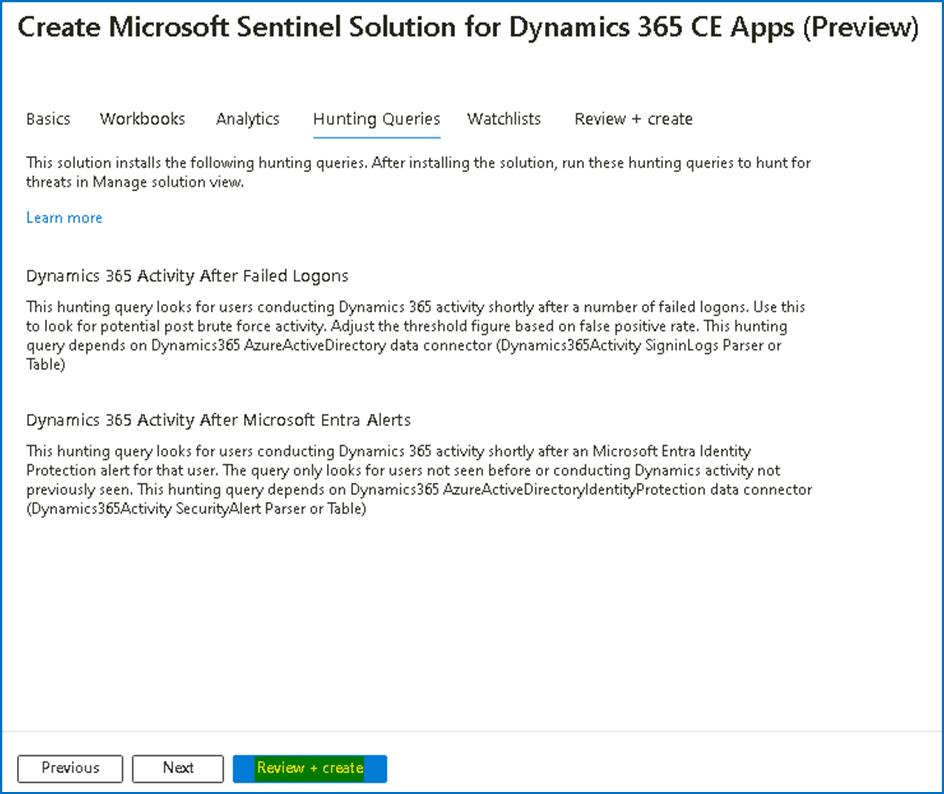 Create Microsoft Sentinel Solution for Dynamics 365 CE Apps (Preview)
Basics Workbooks Analytics Hunting Queries Watchlists Review + create
This solution installs the following hunting queries. After installing the solution, run these hunting queries to hunt for
threats in Manage solution view.
Learn more
Dynamics 365 Activity After Failed Logons
This hunting query looks for users conducting Dynamics 365 activity shortly after a number of failed logons. Use this
to look for potential post brute force activity. Adjust the threshold figure based on false positive rate. This hunting
query depends on Dynamics365 AzureActiveDirectory data connector (Dynamics365Activity SigninLogs Parser or
Table)
Dynamics 365 Activity After Microsoft Entra Alerts
This hunting query looks for users conducting Dynamics 365 activity shortly after an Microsoft Entra Identity
Protection alert for that user. The query only looks for users not seen before or conducting Dynamics activity not
previously seen. This hunting query depends on Dynamics365 AzureActiveDirectoryIdentityProtection data connector
(Dynamics365Activity SecurityAlert Parser or Table)
Previous Next Review + create